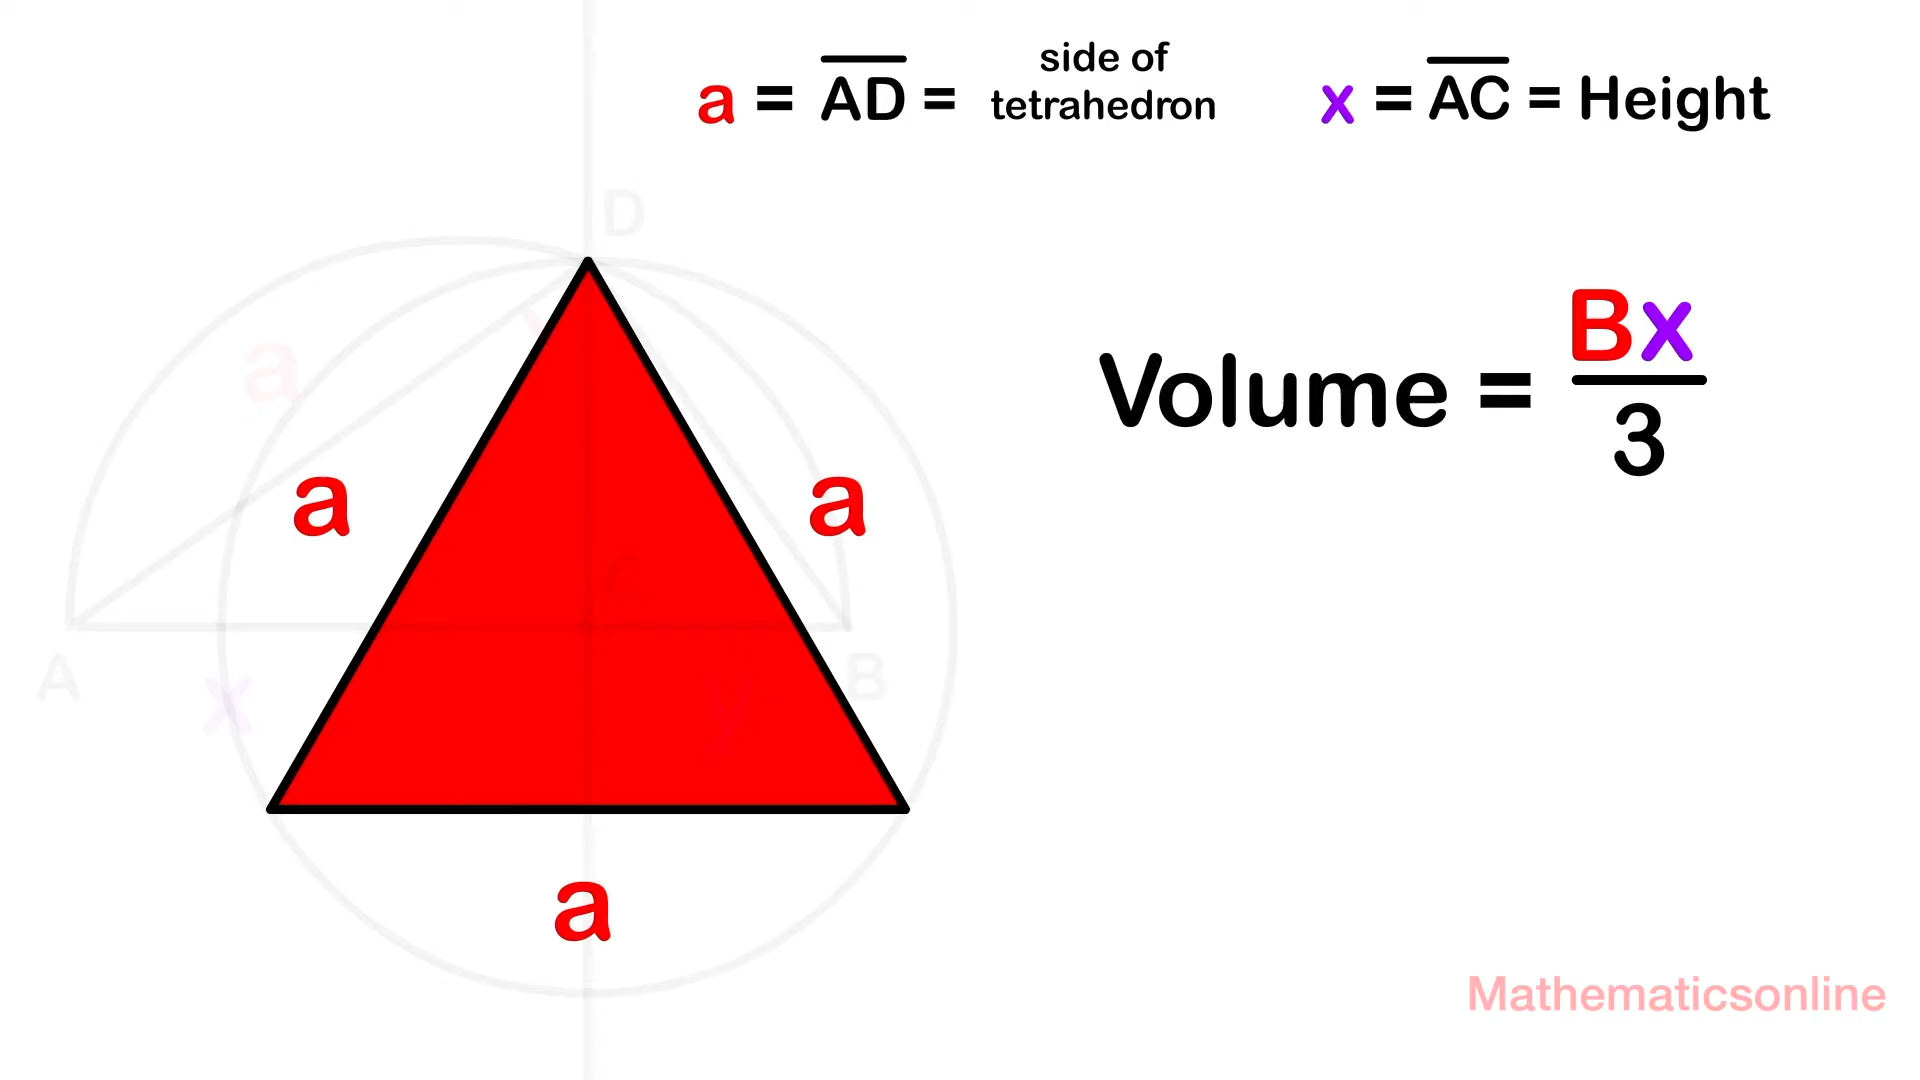 a = AD = side of tetrahedron
x = AC = Height
D
a
Volume = Bx/3
a
a
C
A
B
x
y
a
Mathematicsonline